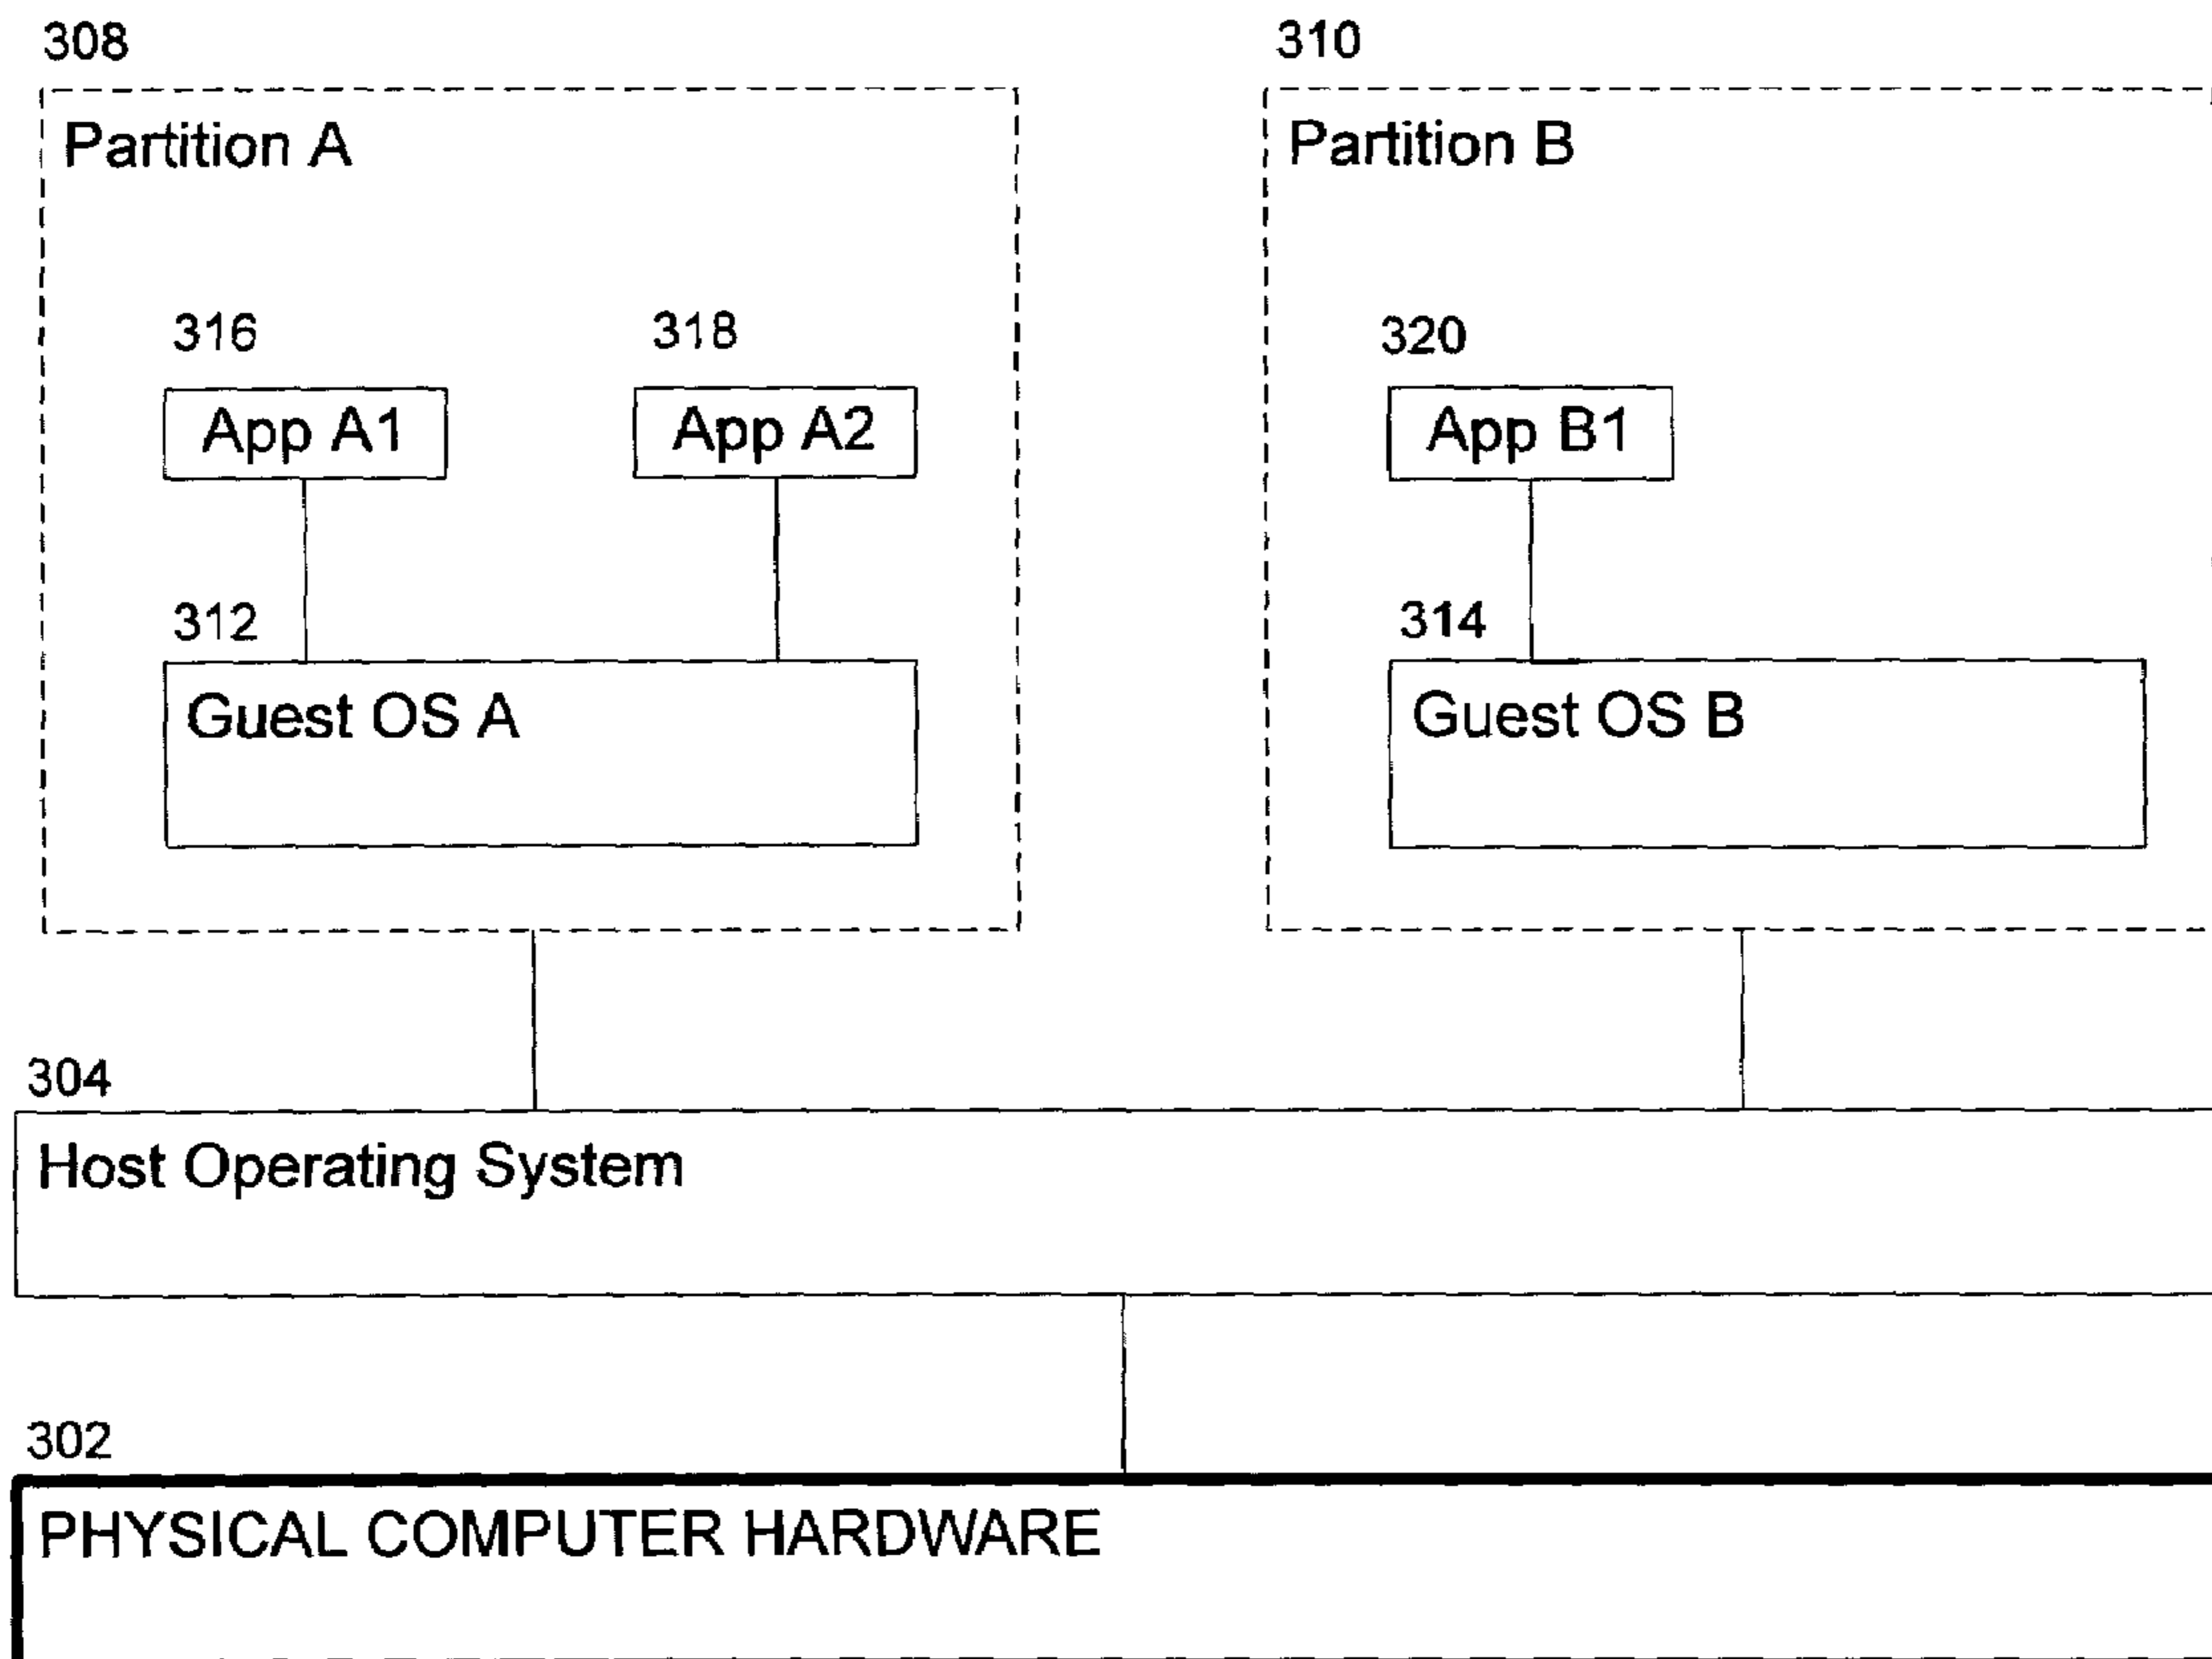 308
310
Partition A
Partition B
316
318
320
App A1
App A2
App B1
312
314
Guest OS A
Guest OS B
304
Host Operating System
302
PHYSICAL COMPUTER HARDWARE